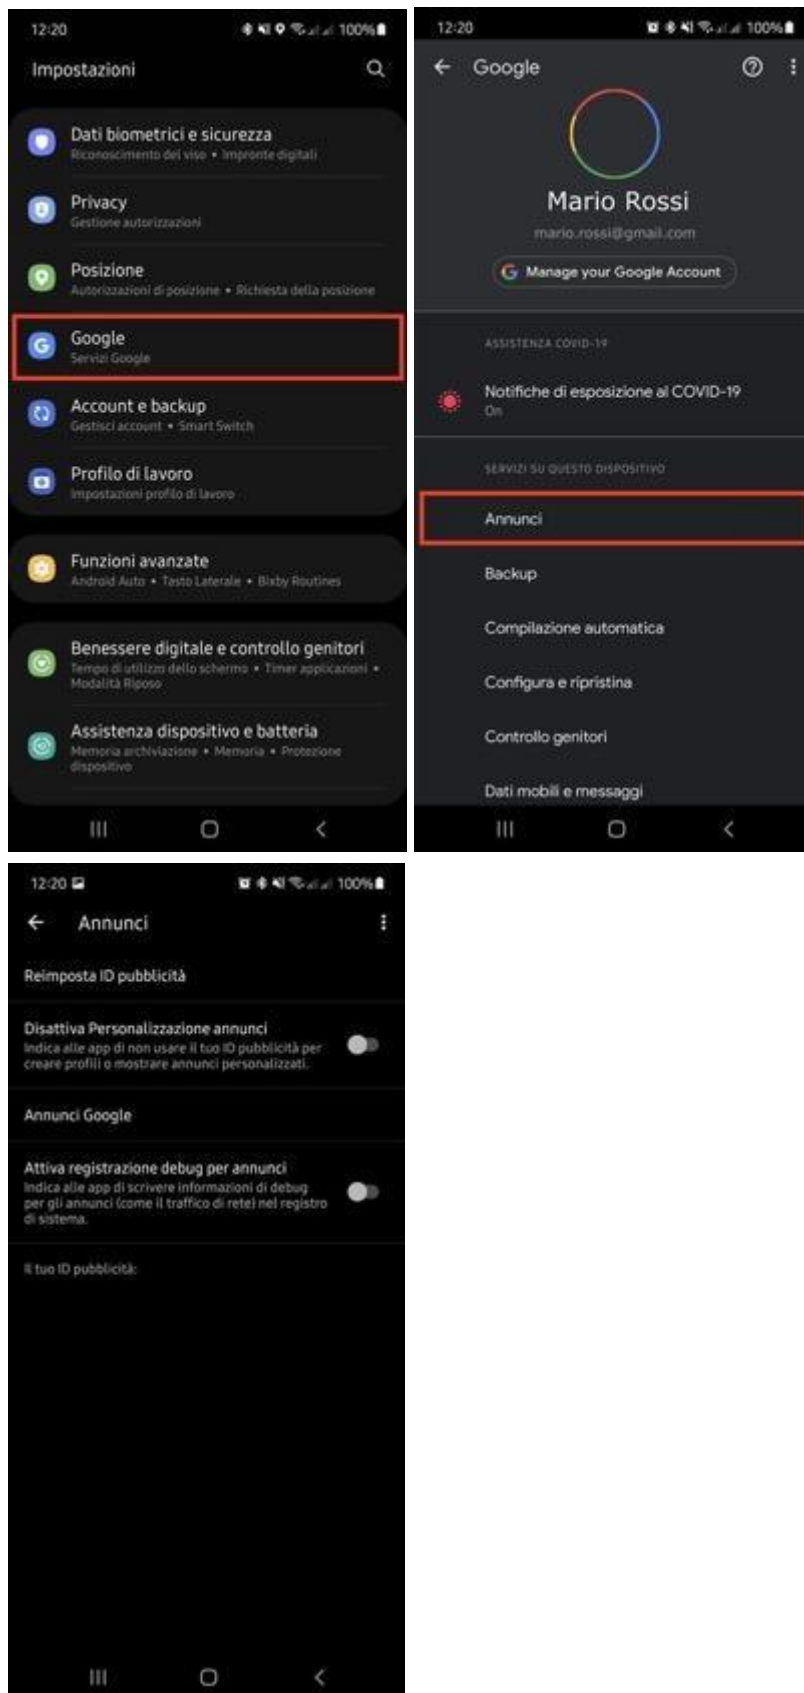 12:20
100%
Impostazioni
Dati biometrici e sicurezza
Riconoscimento del viso • Impronte digitali
Privacy
Gestione autorizzazioni
Posizione
Autorizzazioni di posizione • Richiesta della posizione
Google
Servizi Google
Account e backup
Gestisci account • Smart Switch
Profilo di lavoro
Impostazioni profilo di lavoro
Funzioni avanzate
Android Auto • Tasto Laterale • Bixby Routines
Benessere digitale e controllo genitori
Tempo di utilizzo dello schermo • Timer applicazioni •
Modalità Riposo
Assistenza dispositivo e batteria
Memoria archiviazione • Memoria • Protezione
dispositivo
12:20
100%
Google
Mario Rossi
mario.rossi@gmail.com
G Manage your Google Account
ASSISTENZA COVID-19
Notifiche di esposizione al COVID-19
On
SERVIZI SU QUESTO DISPOSITIVO
Annunci
Backup
Compilazione automatica
Configura e ripristina
Controllo genitori
Dati mobili e messaggi
12:20
100%
Annunci
Reimposta ID pubblicità
Disattiva Personalizzazione annunci
Indica alle app di non usare il tuo ID pubblicità per
creare profili o mostrare annunci personalizzati.
Annunci Google
Attiva registrazione debug per annunci
Indica alle app di scrivere informazioni di debug
per gli annunci (come il traffico di rete) nel registro
di sistema.
Il tuo ID pubblicità: